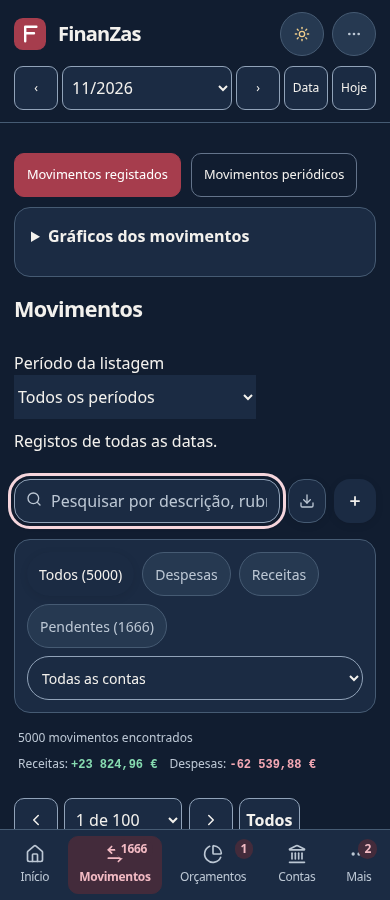 FinanZas
11/2026
Data
Hoje
Movimentos registados
Movimentos periódicos
Gráficos dos movimentos
Movimentos
Período da listagem
Todos os períodos
Registos de todas as datas.
Pesquisar por descrição, rubr
Todos (5000)
Despesas
Receitas
Pendentes (1666)
Todas as contas
5000 movimentos encontrados
Receitas: +23 824,96 € Despesas: -62 539,88 €
1 de 100
Todos
1666
1
2
Início
Movimentos
Orçamentos
Contas
Mais